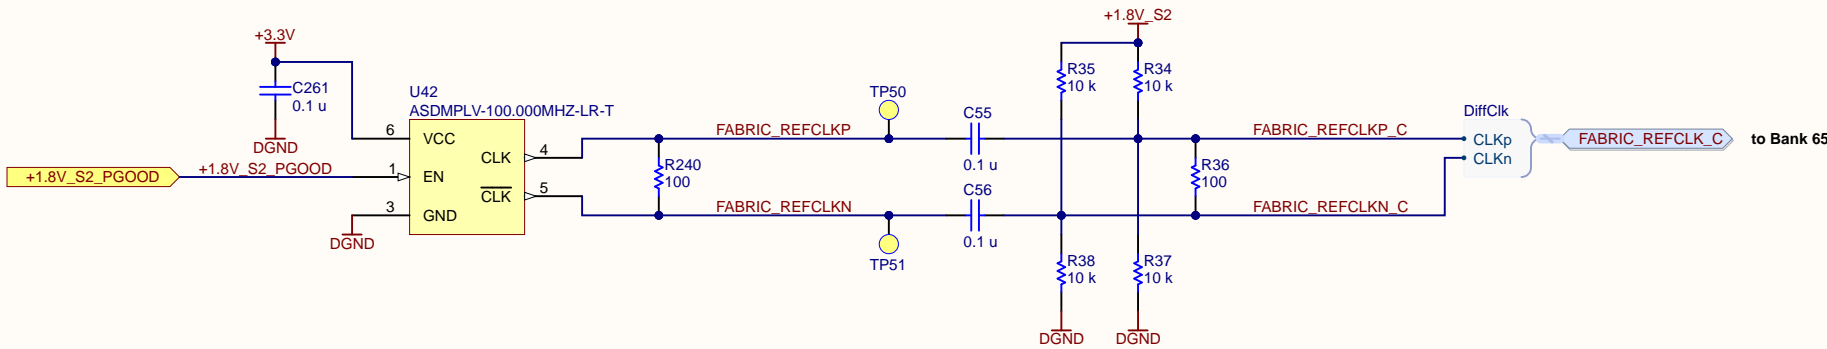 +1.8V_S2
+3.3V
C261
0.1 u
DGND
U42
ASDMPLV-100.000MHZ-LR-T
6
VCC
CLK
4
1
EN
CLK
5
3
GND
DGND
+1.8V_S2_PGOOD
+1.8V_S2_PGOOD
R240
100
FABRIC_REFCLKP
FABRIC_REFCLKN
TP50
TP51
C55
0.1 u
C56
0.1 u
R35
10 k
R34
10 k
R38
10 k
R37
10 k
DGND
DGND
R36
100
FABRIC_REFCLKP_C
FABRIC_REFCLKN_C
DiffClk
CLKp
CLKn
FABRIC_REFCLK_C
to Bank 65